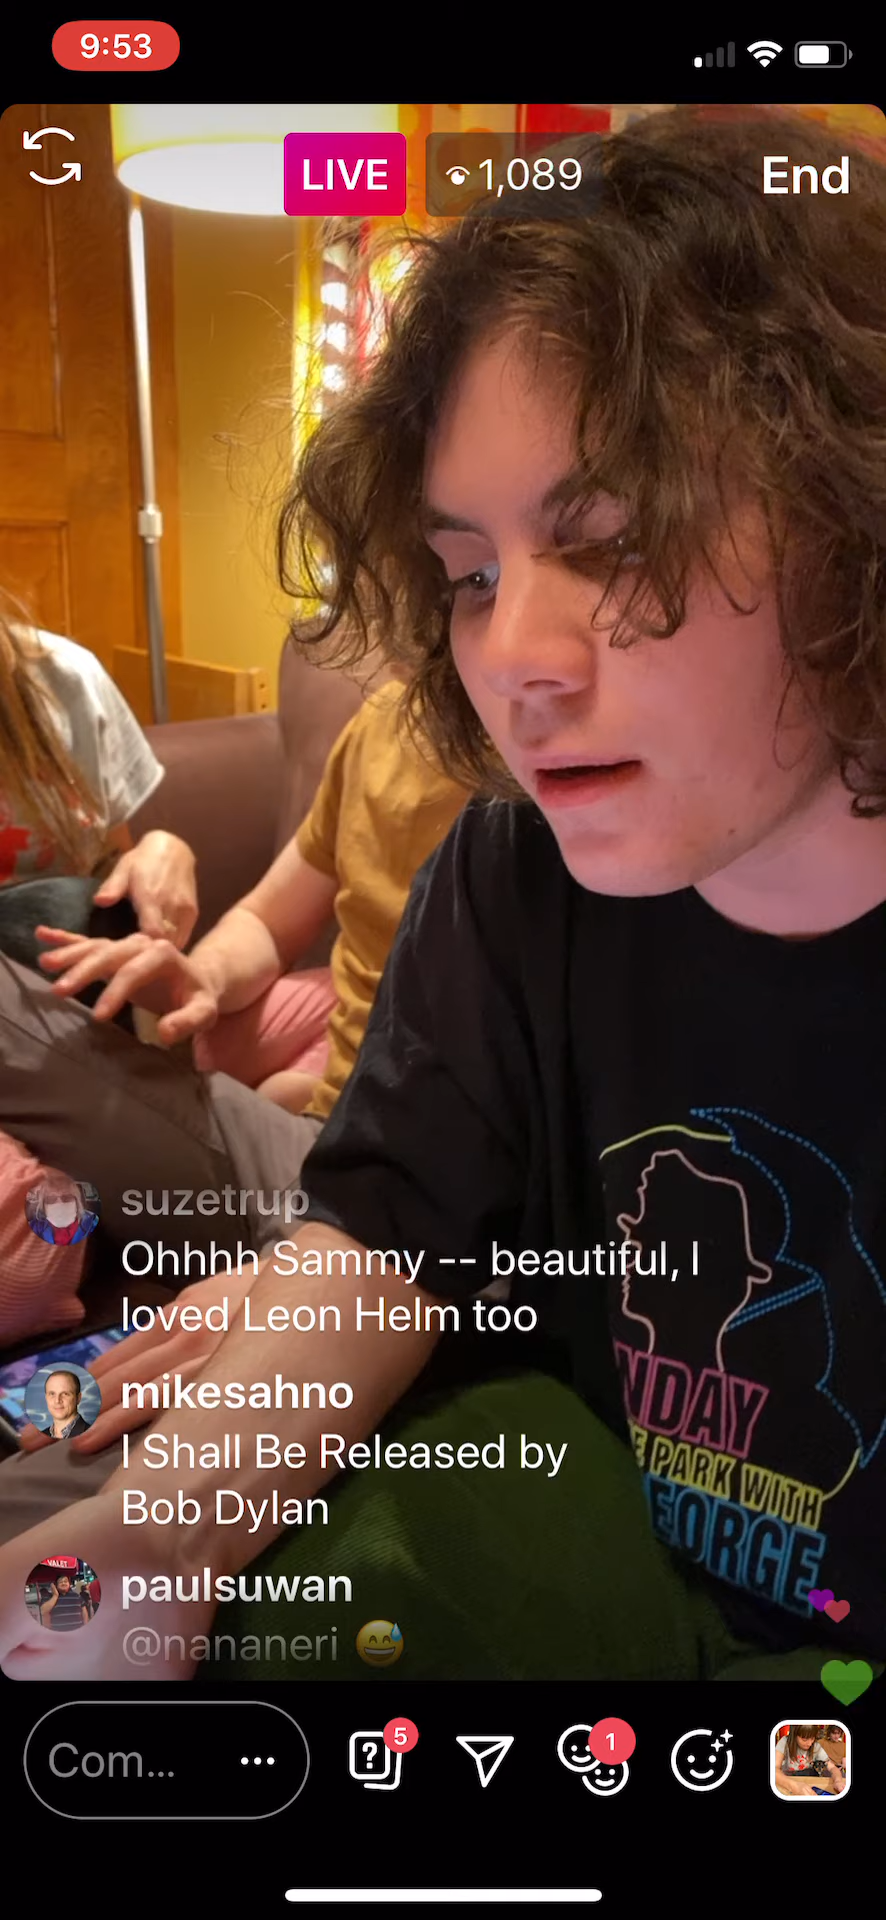 9:53
LIVE
1,089
End
suzetrup
Ohhhh Sammy -- beautiful, I
loved Leon Helm too
mikesahno
I Shall Be Released by
Bob Dylan
paulsuwan
@nananeri 😅
NDAY
E PARK WITH
EORGE
VALET
Com...
5
?
1